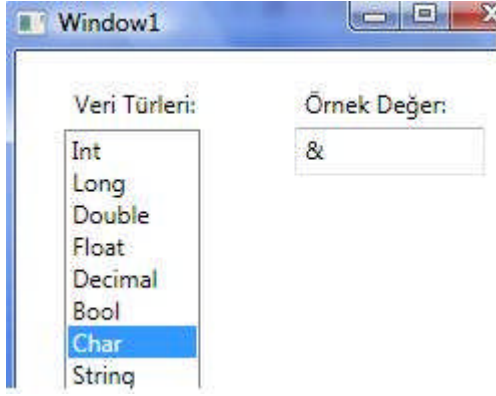 Window1
Veri Türleri:
Örnek Değer:
Int
&
Long
Double
Float
Decimal
Bool
Char
String